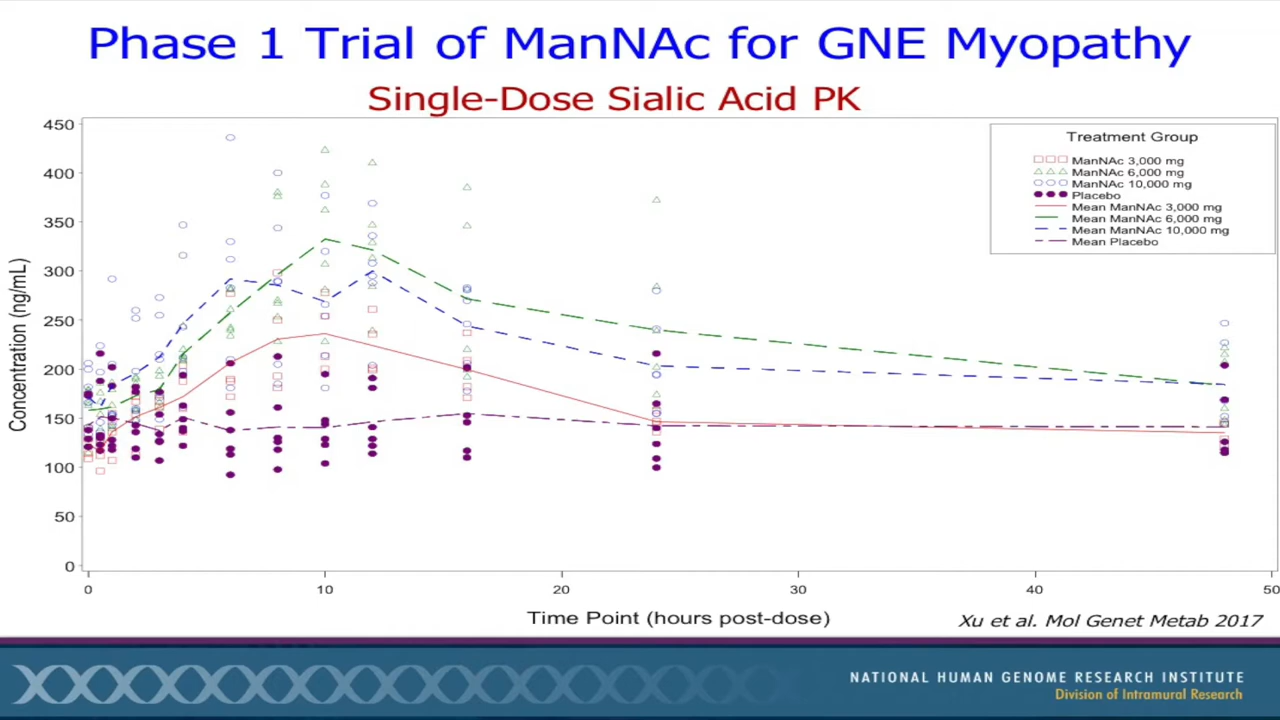 Phase 1 Trial of ManNAc for GNE Myopathy
Single-Dose Sialic Acid PK
Treatment Group
ManNAc 3,000 mg
ManNAc 6,000 mg
ManNAc 10,000 mg
Placebo
Mean ManNAc 3,000 mg
Mean ManNAc 6,000 mg
Mean ManNAc 10,000 mg
Mean Placebo
Concentration (ng/mL)
450
400
350
300
250
200
150
100
50
0
0 10 20 30 40 50
Time Point (hours post-dose)
Xu et al. Mol Genet Metab 2017
NATIONAL HUMAN GENOME RESEARCH INSTITUTE
Division of Intramural Research